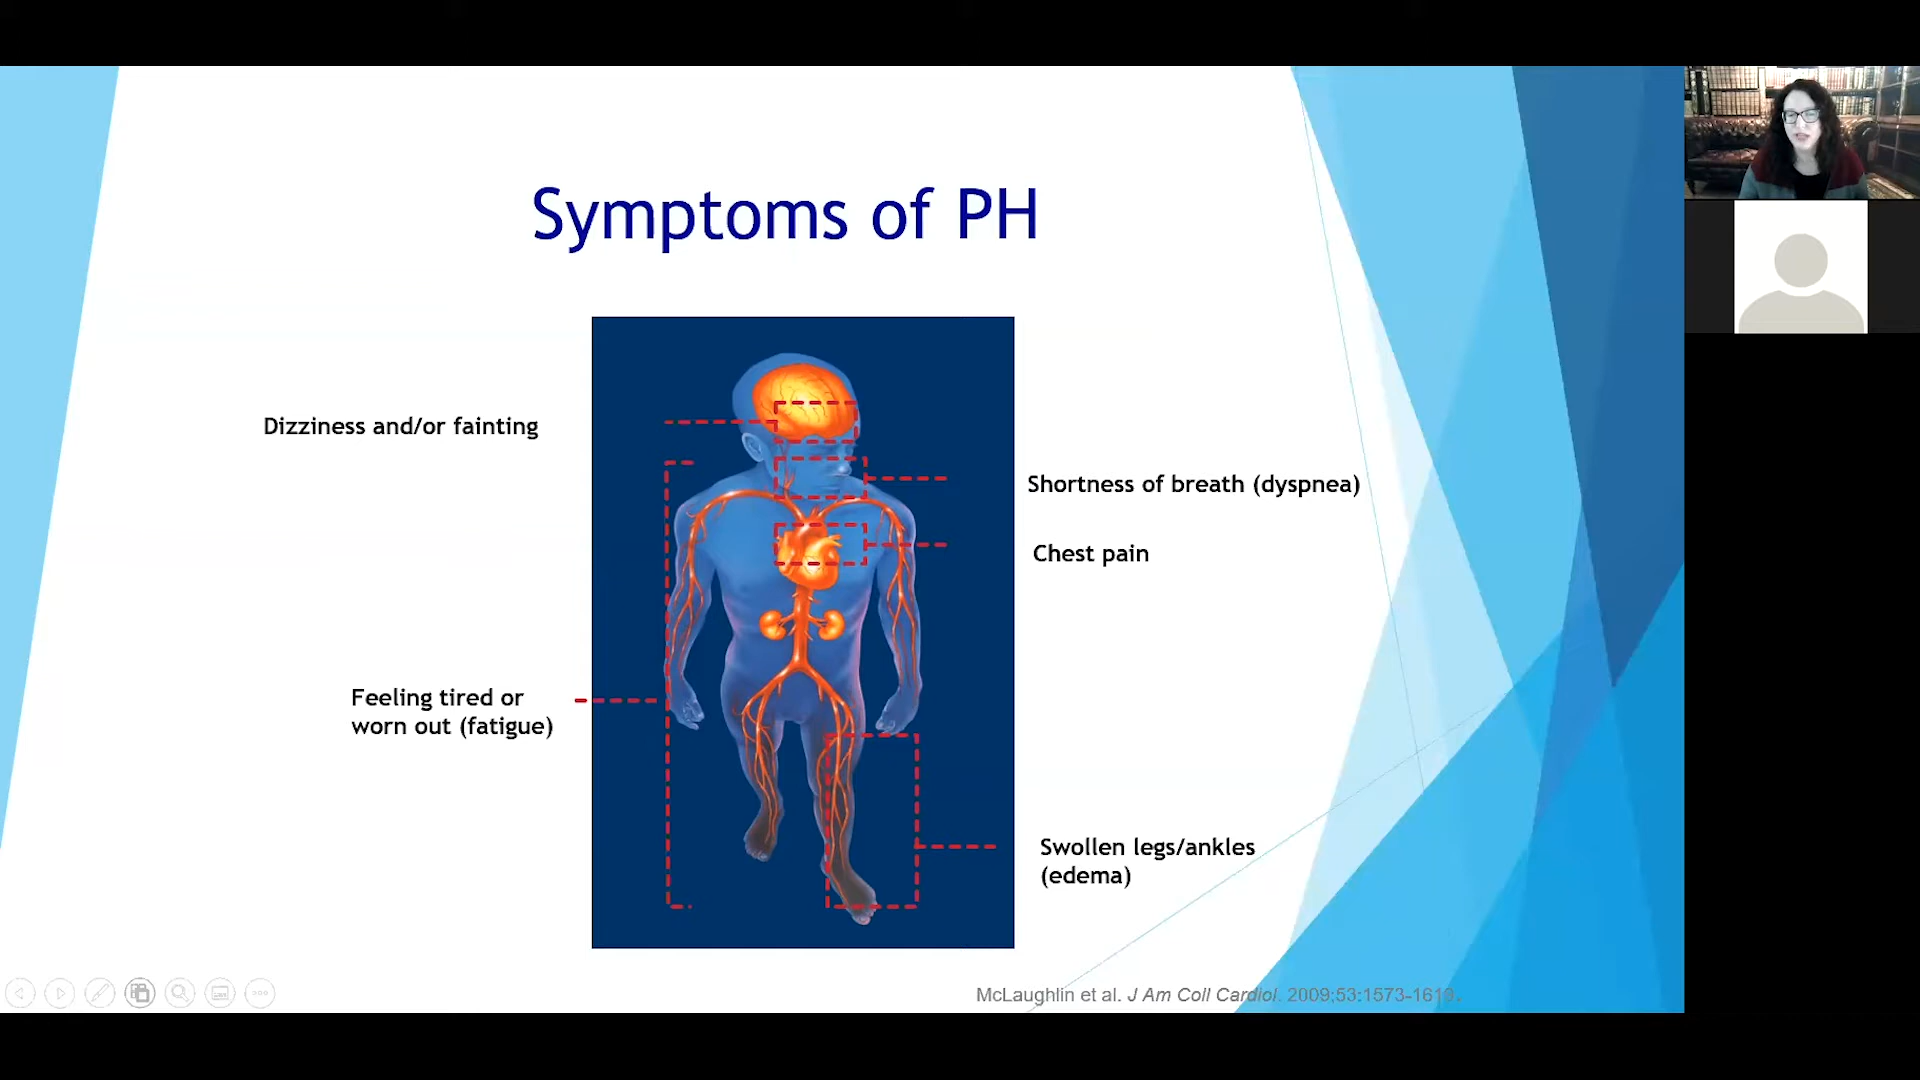 Symptoms of PH
Dizziness and/or fainting
Shortness of breath (dyspnea)
Chest pain
Feeling tired or
worn out (fatigue)
Swollen legs/ankles
(edema)
McLaughlin et al. J Am Coll Cardiol. 2009;53:1573-1619.